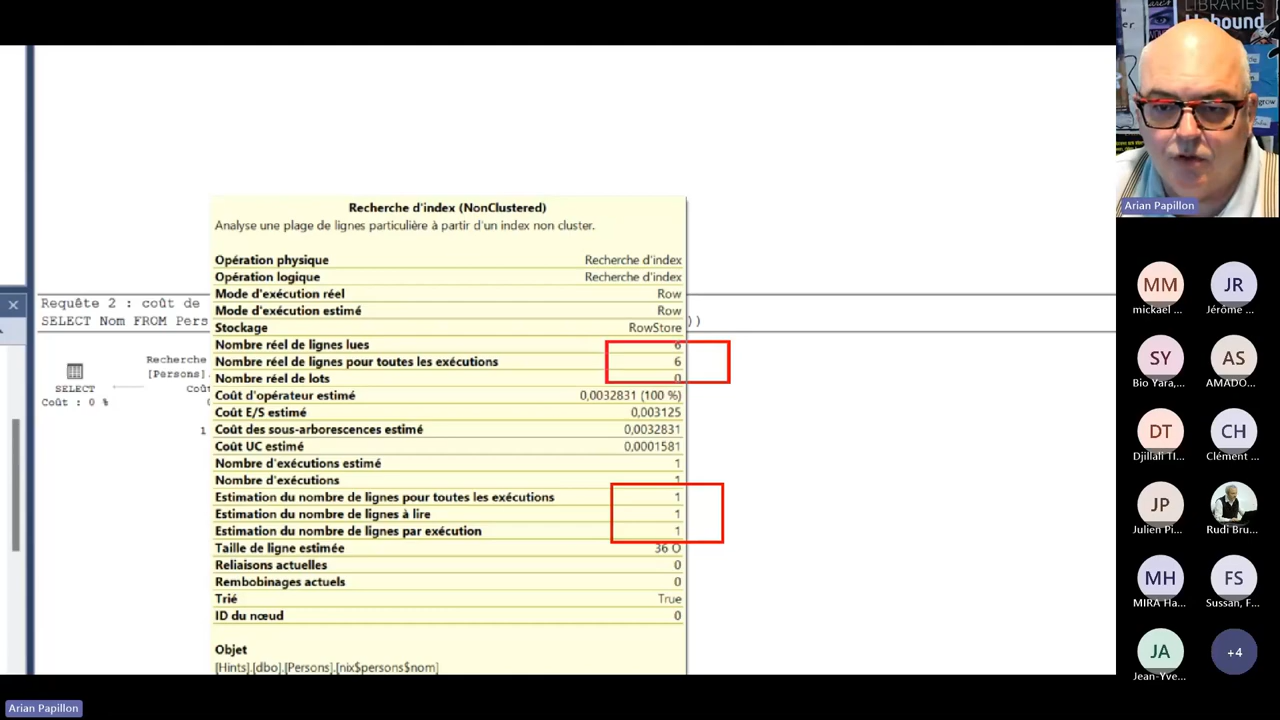 LIBRARIES
Unbound
grow
Arian Papillon
Recherche d'index (NonClustered)
Analyse une plage de lignes particulière à partir d'un index non cluster.
Opération physique Recherche d'index
Opération logique Recherche d'index
Mode d'exécution réel Row
Mode d'exécution estimé Row
Stockage RowStore
Nombre réel de lignes lues 6
Nombre réel de lignes pour toutes les exécutions 6
Nombre réel de lots 0
Coût d'opérateur estimé 0,0032831 (100 %)
Coût E/S estimé 0,003125
Coût des sous-arborescences estimé 0,0032831
Coût UC estimé 0,0001581
Nombre d'exécutions estimé 1
Nombre d'exécutions 1
Estimation du nombre de lignes pour toutes les exécutions 1
Estimation du nombre de lignes à lire 1
Estimation du nombre de lignes par exécution 1
Taille de ligne estimée 36 O
Reliaisons actuelles 0
Rembobinages actuels 0
Trié True
ID du nœud 0
Objet
[Hints].[dbo].[Persons].[nix$persons$nom]
Requête 2 : coût de
SELECT Nom FROM Pers
))
Recherche
[Persons].
SELECT
Coût : 0 %
Coût
1
MM
mickael ...
JR
Jérôme ...
SY
Bio Yara,...
AS
AMADO...
DT
Djillali TI...
CH
Clément ...
JP
Julien Pi...
Rudi Bru...
MH
MIRA Ha...
FS
Sussan, F...
JA
Jean-Yve...
+4
Arian Papillon